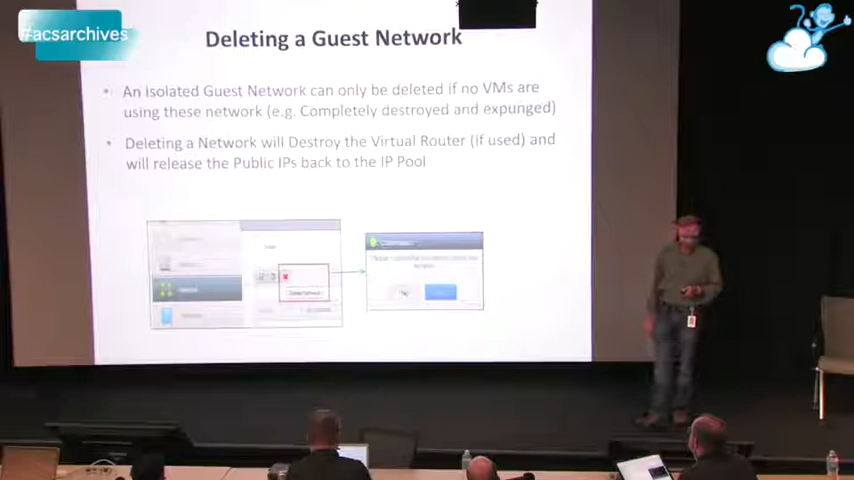 #acsarchives
Deleting a Guest Network
• An Isolated Guest Network can only be deleted if no VMs are
using these network (e.g. Completely destroyed and expunged)
• Deleting a Network will Destroy the Virtual Router (if used) and
will release the Public IPs back to the IP Pool